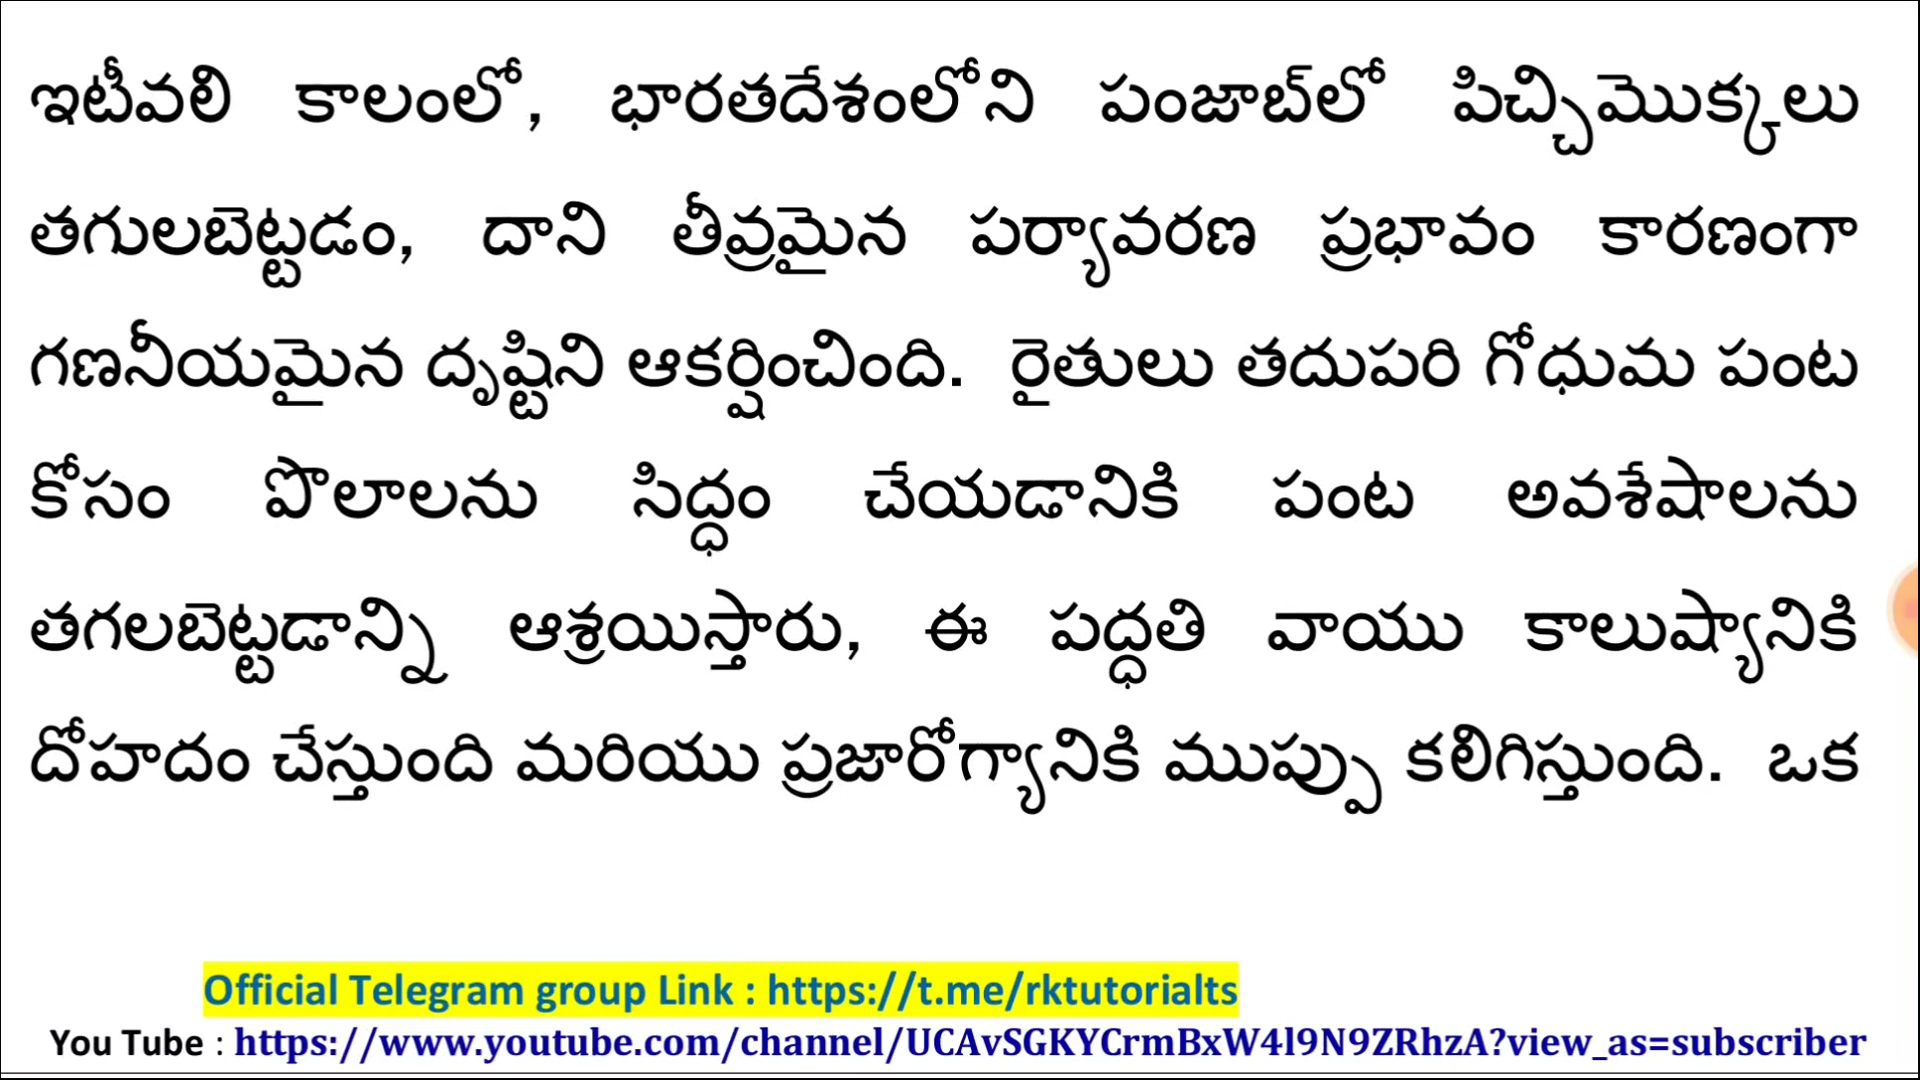 ఇటీవలి కాలంలో, భారతదేశంలోని పంజాబ్‌లో పిచ్చిమొక్కలు
తగులబెట్టడం, దాని తీవ్రమైన పర్యావరణ ప్రభావం కారణంగా
గణనీయమైన దృష్టిని ఆకర్షించింది. రైతులు తదుపరి గోధుమ పంట
కోసం పొలాలను సిద్ధం చేయడానికి పంట అవశేషాలను
తగలబెట్టడాన్ని ఆశ్రయిస్తారు, ఈ పద్ధతి వాయు కాలుష్యానికి
దోహదం చేస్తుంది మరియు ప్రజారోగ్యానికి ముప్పు కలిగిస్తుంది. ఒక
Official Telegram group Link : https://t.me/rktutorialts
You Tube : https://www.youtube.com/channel/UCAvSGKYCrmBxW4l9N9ZRhzA?view_as=subscriber